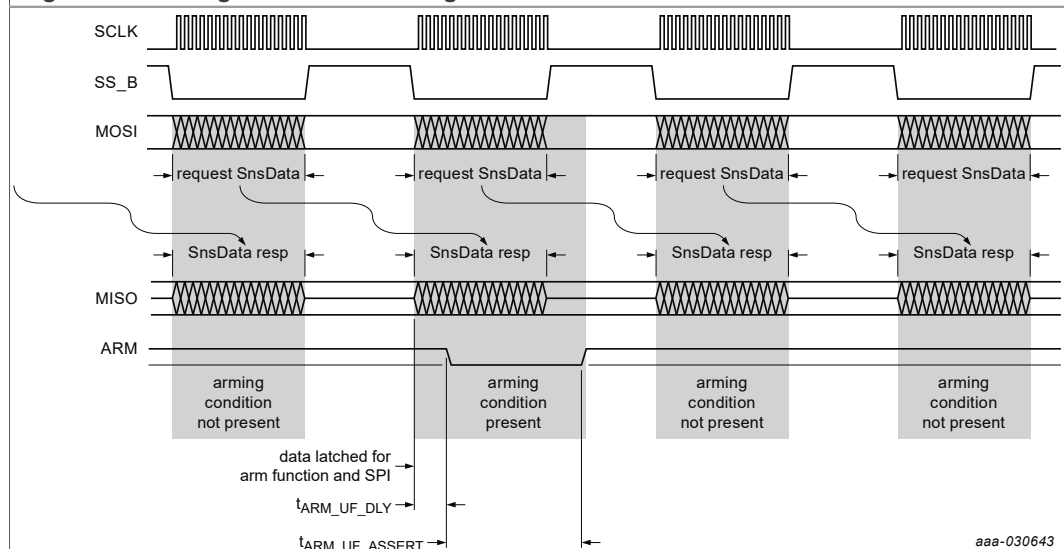 SCLK
SS_B
MOSI
request SnsData request SnsData request SnsData request SnsData
SnsData resp SnsData resp SnsData resp SnsData resp
MISO
ARM
arming condition not present
arming condition present
arming condition not present
arming condition not present
data latched for
arm function and SPI
tARM_UF_DLY
tARM_UF_ASSERT
aaa-030643